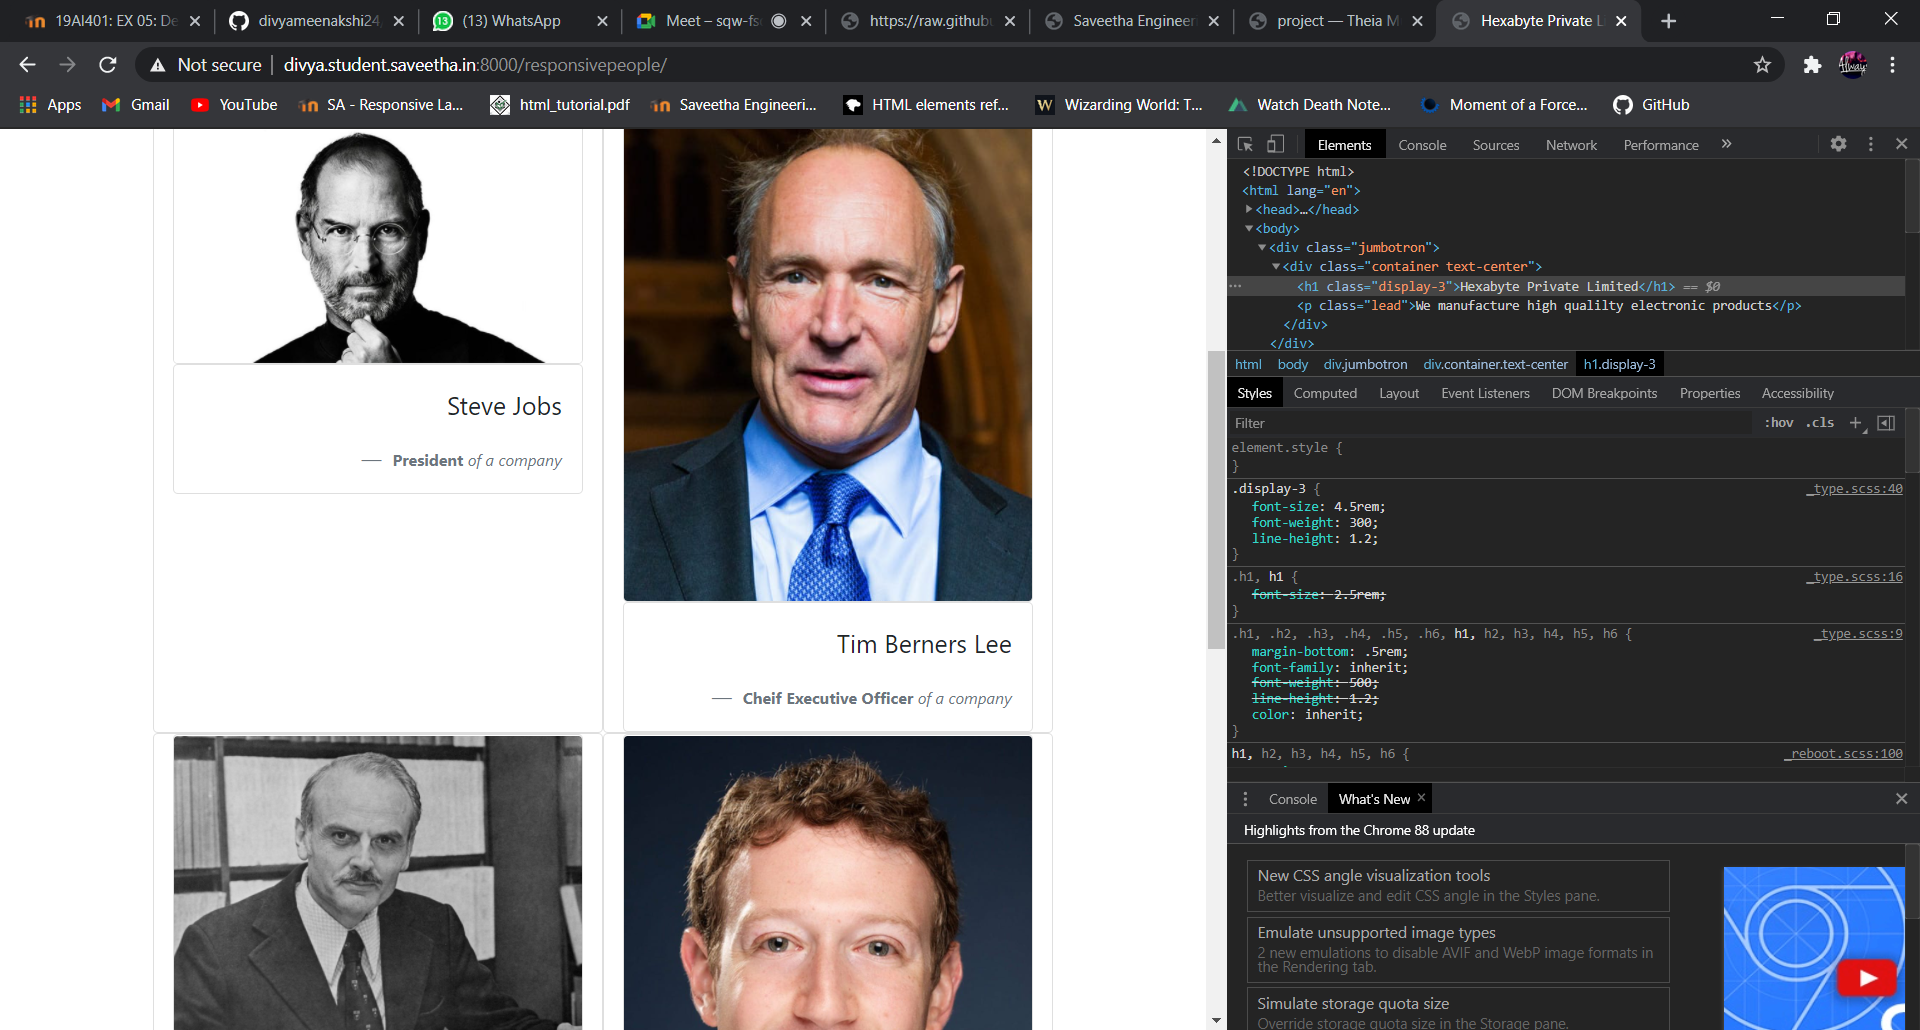 19AI401: EX 05: De
divyameenakshi24
(13) WhatsApp
Meet – sqw-fs
https://raw.github
Saveetha Engineer
project — Theia M
Hexabyte Private L
Not secure | divya.student.saveetha.in:8000/responsivepeople/
Apps
Gmail
YouTube
SA - Responsive La...
html_tutorial.pdf
Saveetha Engineeri...
HTML elements ref...
Wizarding World: T...
Watch Death Note...
Moment of a Force...
GitHub
Steve Jobs
— President of a company
Tim Berners Lee
— Cheif Executive Officer of a company
Elements Console Sources Network Performance »
<!DOCTYPE html>
<html lang="en">
<head>…</head>
<body>
<div class="jumbotron">
<div class="container text-center">
<h1 class="display-3">Hexabyte Private Limited</h1> == $0
<p class="lead">We manufacture high qualilty electronic products</p>
</div>
</div>
html body div.jumbotron div.container.text-center h1.display-3
Styles Computed Layout Event Listeners DOM Breakpoints Properties Accessibility
Filter :hov .cls +
element.style {
}
.display-3 { _type.scss:40
font-size: 4.5rem;
font-weight: 300;
line-height: 1.2;
}
.h1, h1 { _type.scss:16
font-size: 2.5rem;
}
.h1, .h2, .h3, .h4, .h5, .h6, h1, h2, h3, h4, h5, h6 { _type.scss:9
margin-bottom: .5rem;
font-family: inherit;
font-weight: 500;
line-height: 1.2;
color: inherit;
}
h1, h2, h3, h4, h5, h6 { _reboot.scss:100
Console What's New ×
Highlights from the Chrome 88 update
New CSS angle visualization tools
Better visualize and edit CSS angle in the Styles pane.
Emulate unsupported image types
2 new emulations to disable AVIF and WebP image formats in
the Rendering tab.
Simulate storage quota size
Override storage quota size in the Storage pane.